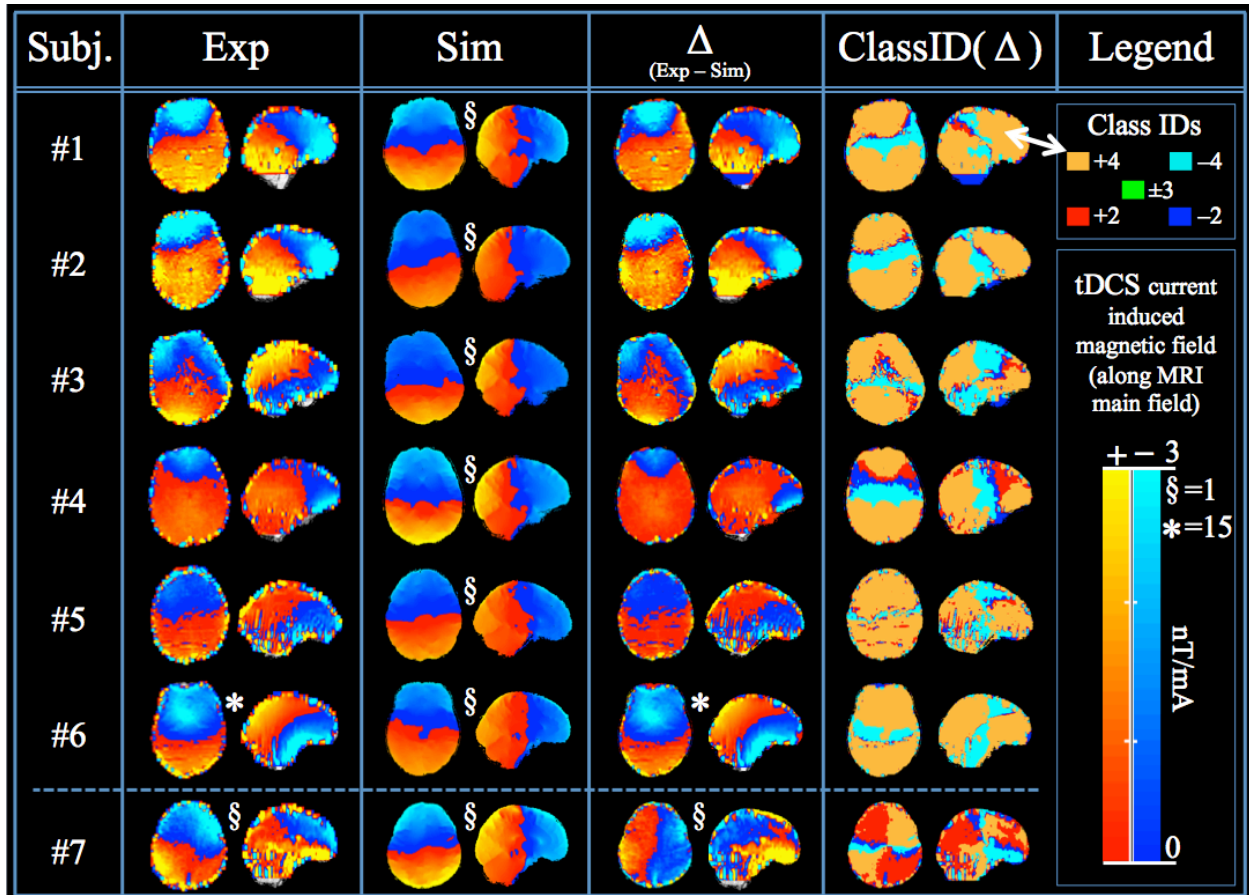 Subj. Exp Sim Δ ClassID( Δ ) Legend
(Exp – Sim)
#1 §
Class IDs
+4 –4
±3
+2 –2
#2 §
#3 §
tDCS current
induced
magnetic field
(along MRI
main field)
#4 §
+ – 3
§=1
*=15
nT/mA
0
#5 §
#6 * § *
#7 § § §